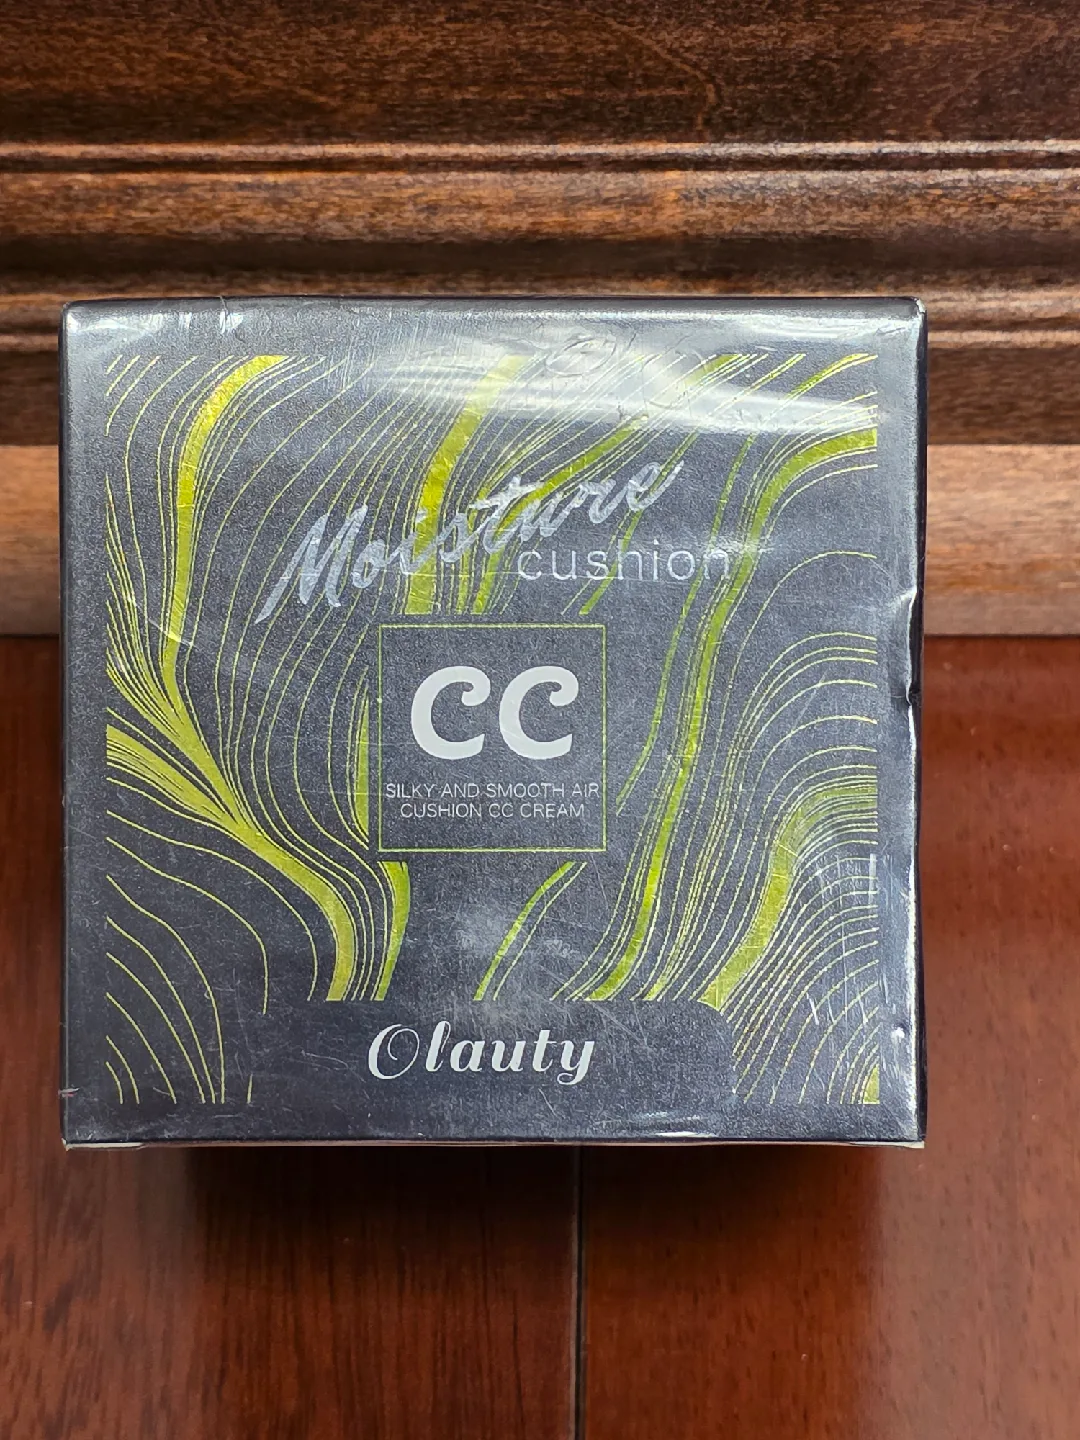 Moisture
cushion
CC
SILKY AND SMOOTH AIR
CUSHION CC CREAM
Olauty